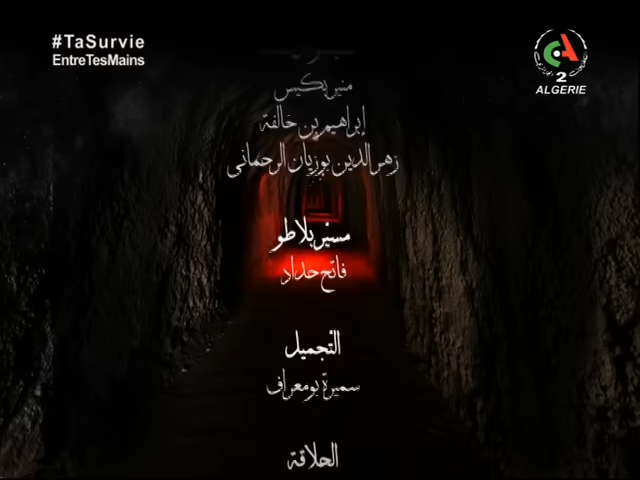 #TaSurvie
EntreTesMains
2
ALGERIE
منير بكيس
إبراهيم بن خالفة
زهر الدين بوزيان الرحماني
مسير بلاطو
فاتح حداد
التجميل
سميرة بومعراف
الحلاقة